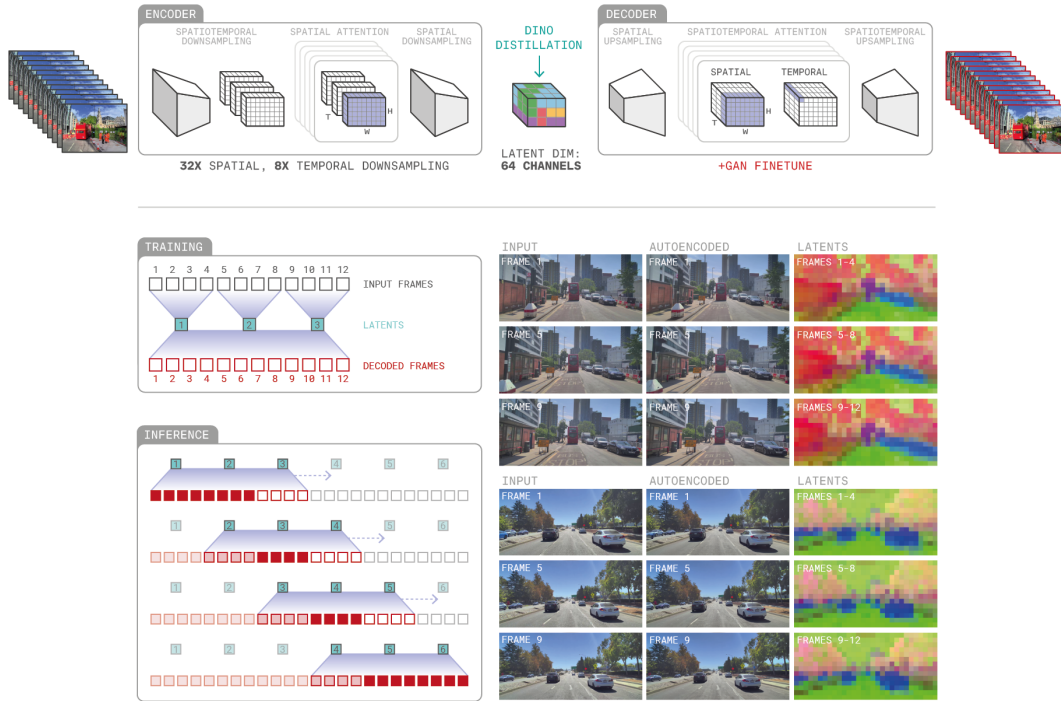 ENCODER
SPATIOTEMPORAL
DOWNSAMPLING
SPATIAL ATTENTION
SPATIAL
DOWNSAMPLING
T
H
W
32X SPATIAL, 8X TEMPORAL DOWNSAMPLING
DINO
DISTILLATION
LATENT DIM:
64 CHANNELS
DECODER
SPATIAL
UPSAMPLING
SPATIOTEMPORAL ATTENTION
SPATIOTEMPORAL
UPSAMPLING
SPATIAL
TEMPORAL
T
H
W
+GAN FINETUNE
TRAINING
1 2 3 4 5 6 7 8 9 10 11 12
INPUT FRAMES
1 2 3
LATENTS
DECODED FRAMES
1 2 3 4 5 6 7 8 9 10 11 12
INFERENCE
1 2 3 4 5 6
1 2 3 4 5 6
1 2 3 4 5 6
1 2 3 4 5 6
INPUT AUTOENCODED LATENTS
FRAME 1 FRAME 1 FRAMES 1-4
FRAME 5 FRAME 5 FRAMES 5-8
FRAME 9 FRAME 9 FRAMES 9-12
INPUT AUTOENCODED LATENTS
FRAME 1 FRAME 1 FRAMES 1-4
FRAME 5 FRAME 5 FRAMES 5-8
FRAME 9 FRAME 9 FRAMES 9-12